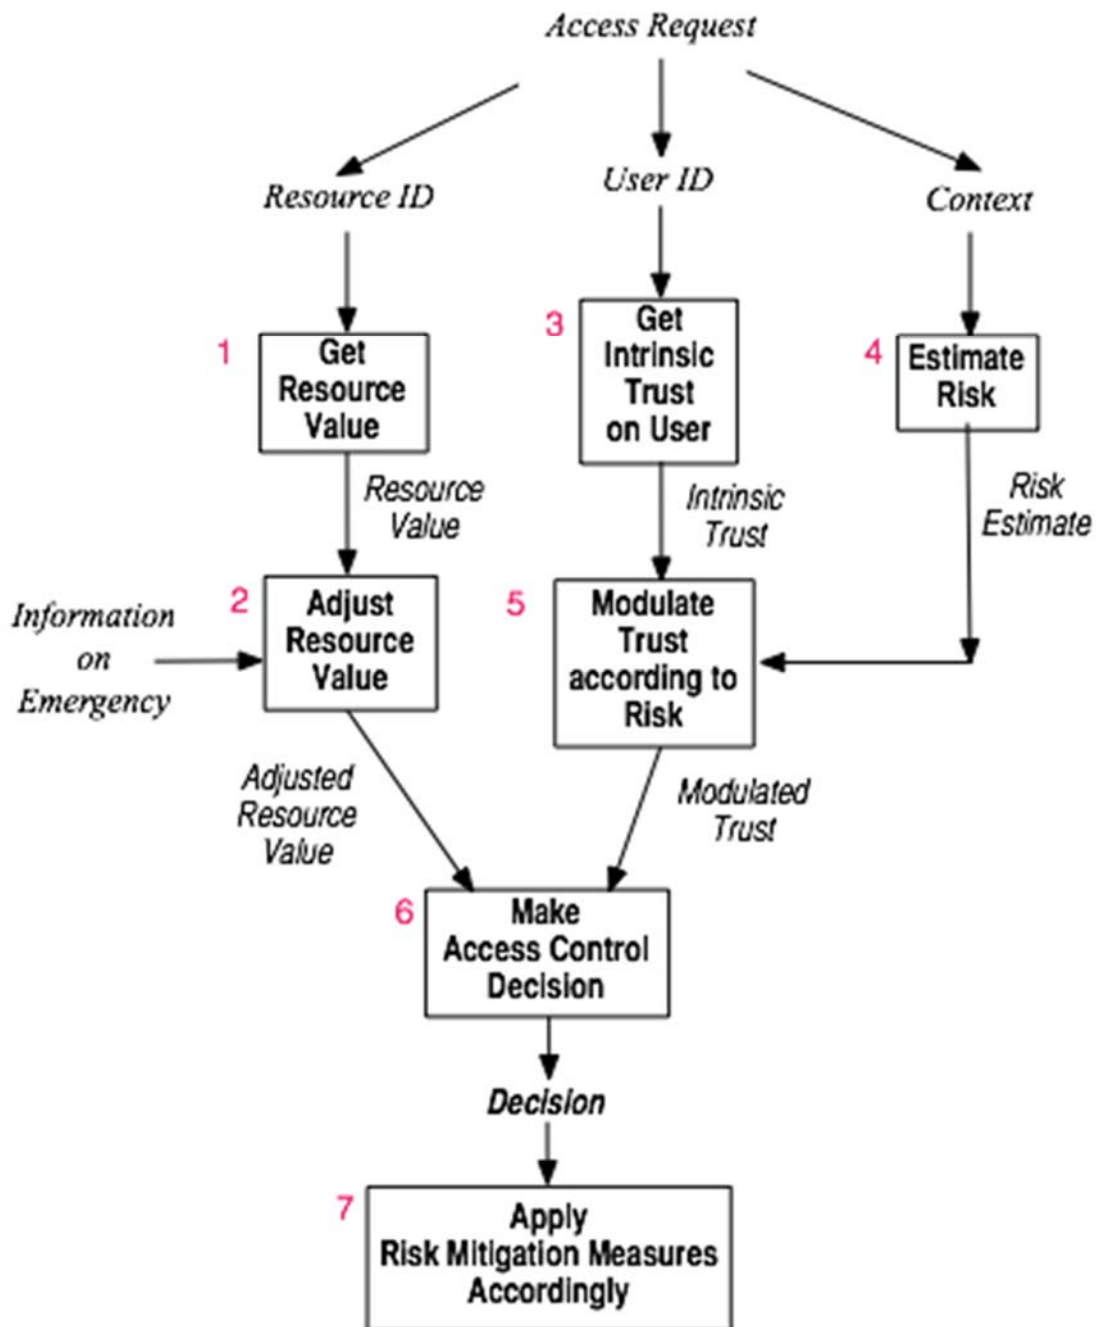 Access Request
Resource ID
User ID
Context
1
Get
Resource
Value
3
Get
Intrinsic
Trust
on User
4
Estimate
Risk
Resource
Value
Intrinsic
Trust
Risk
Estimate
Information
on
Emergency
2
Adjust
Resource
Value
5
Modulate
Trust
according to
Risk
Adjusted
Resource
Value
Modulated
Trust
6
Make
Access Control
Decision
Decision
7
Apply
Risk Mitigation Measures
Accordingly